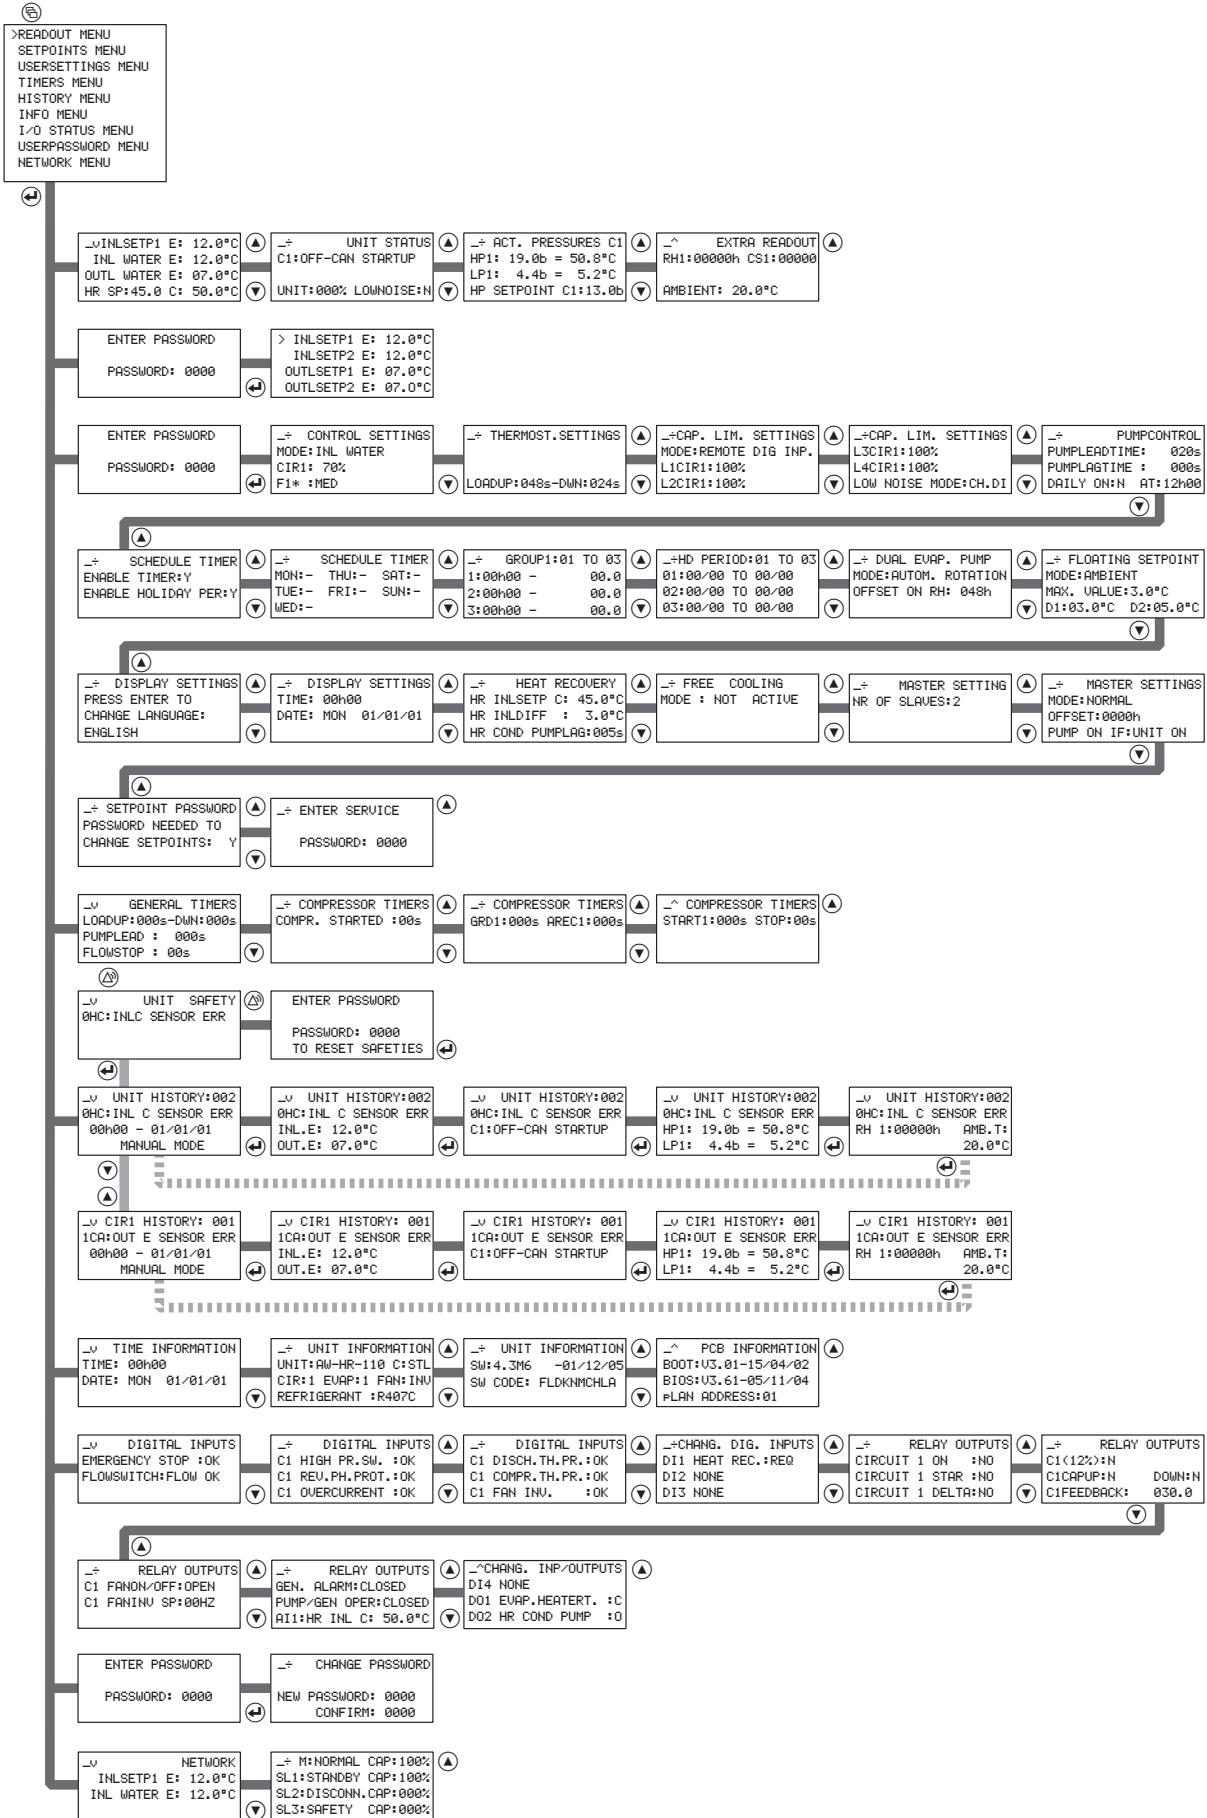 >READOUT MENU
SETPOINTS MENU
USERSETTINGS MENU
TIMERS MENU
HISTORY MENU
INFO MENU
I/O STATUS MENU
USERPASSWORD MENU
NETWORK MENU
_vINLSETP1 E: 12.0°C
INL WATER E: 12.0°C
OUTL WATER E: 07.0°C
HR SP:45.0 C: 50.0°C
_÷ UNIT STATUS
C1:OFF-CAN STARTUP
UNIT:000% LOWNOISE:N
_÷ ACT. PRESSURES C1
HP1: 19.0b = 50.8°C
LP1: 4.4b = 5.2°C
HP SETPOINT C1:13.0b
_^ EXTRA READOUT
RH1:00000h CS1:00000
AMBIENT: 20.0°C
ENTER PASSWORD
PASSWORD: 0000
> INLSETP1 E: 12.0°C
INLSETP2 E: 12.0°C
OUTLSETP1 E: 07.0°C
OUTLSETP2 E: 07.0°C
ENTER PASSWORD
PASSWORD: 0000
_÷ CONTROL SETTINGS
MODE:INL WATER
CIR1: 70%
F1* :MED
_÷ THERMOST.SETTINGS
LOADUP:048s-DWN:024s
_÷CAP. LIM. SETTINGS
MODE:REMOTE DIG INP.
L1CIR1:100%
L2CIR1:100%
_÷CAP. LIM. SETTINGS
L3CIR1:100%
L4CIR1:100%
LOW NOISE MODE:CH.DI
_÷ PUMPCONTROL
PUMPLEADTIME: 020s
PUMPLAGTIME : 000s
DAILY ON:N AT:12h00
_÷ SCHEDULE TIMER
ENABLE TIMER:Y
ENABLE HOLIDAY PER:Y
_÷ SCHEDULE TIMER
MON:- THU:- SAT:-
TUE:- FRI:- SUN:-
WED:-
_÷ GROUP1:01 TO 03
1:00h00 - 00.0
2:00h00 - 00.0
3:00h00 - 00.0
_÷HD PERIOD:01 TO 03
01:00/00 TO 00/00
02:00/00 TO 00/00
03:00/00 TO 00/00
_÷ DUAL EVAP. PUMP
MODE:AUTOM. ROTATION
OFFSET ON RH: 048h
_÷ FLOATING SETPOINT
MODE:AMBIENT
MAX. VALUE:3.0°C
D1:03.0°C D2:05.0°C
_÷ DISPLAY SETTINGS
PRESS ENTER TO
CHANGE LANGUAGE:
ENGLISH
_÷ DISPLAY SETTINGS
TIME: 00h00
DATE: MON 01/01/01
_÷ HEAT RECOVERY
HR INLSETP C: 45.0°C
HR INLDIFF : 3.0°C
HR COND PUMPLAG:005s
_÷ FREE COOLING
MODE : NOT ACTIVE
_÷ MASTER SETTING
NR OF SLAVES:2
_÷ MASTER SETTINGS
MODE:NORMAL
OFFSET:0000h
PUMP ON IF:UNIT ON
_÷ SETPOINT PASSWORD
PASSWORD NEEDED TO
CHANGE SETPOINTS: Y
_÷ ENTER SERVICE
PASSWORD: 0000
_v GENERAL TIMERS
LOADUP:000s-DWN:000s
PUMPLEAD : 000s
FLOWSTOP : 00s
_÷ COMPRESSOR TIMERS
COMPR. STARTED :00s
_÷ COMPRESSOR TIMERS
GRD1:000s AREC1:000s
_^ COMPRESSOR TIMERS
START1:000s STOP:00s
_v UNIT SAFETY
0HC:INLC SENSOR ERR
ENTER PASSWORD
PASSWORD: 0000
TO RESET SAFETIES
_v UNIT HISTORY:002
0HC:INL C SENSOR ERR
00h00 - 01/01/01
MANUAL MODE
_v UNIT HISTORY:002
0HC:INL C SENSOR ERR
INL.E: 12.0°C
OUT.E: 07.0°C
_v UNIT HISTORY:002
0HC:INL C SENSOR ERR
C1:OFF-CAN STARTUP
_v UNIT HISTORY:002
0HC:INL C SENSOR ERR
HP1: 19.0b = 50.8°C
LP1: 4.4b = 5.2°C
_v UNIT HISTORY:002
0HC:INL C SENSOR ERR
RH 1:00000h AMB.T:
20.0°C
_v CIR1 HISTORY: 001
1CA:OUT E SENSOR ERR
00h00 - 01/01/01
MANUAL MODE
_v CIR1 HISTORY: 001
1CA:OUT E SENSOR ERR
INL.E: 12.0°C
OUT.E: 07.0°C
_v CIR1 HISTORY: 001
1CA:OUT E SENSOR ERR
C1:OFF-CAN STARTUP
_v CIR1 HISTORY: 001
1CA:OUT E SENSOR ERR
HP1: 19.0b = 50.8°C
LP1: 4.4b = 5.2°C
_v CIR1 HISTORY: 001
1CA:OUT E SENSOR ERR
RH 1:00000h AMB.T:
20.0°C
_v TIME INFORMATION
TIME: 00h00
DATE: MON 01/01/01
_÷ UNIT INFORMATION
UNIT:AW-HR-110 C:STL
CIR:1 EVAP:1 FAN:INV
REFRIGERANT :R407C
_÷ UNIT INFORMATION
SW:4.3M6 -01/12/05
SW CODE: FLDKNMCHLA
_^ PCB INFORMATION
BOOT:V3.01-15/04/02
BIOS:V3.61-05/11/04
pLAN ADDRESS:01
_v DIGITAL INPUTS
EMERGENCY STOP :OK
FLOWSWITCH:FLOW OK
_÷ DIGITAL INPUTS
C1 HIGH PR.SW. :OK
C1 REV.PH.PROT.:OK
C1 OVERCURRENT :OK
_÷ DIGITAL INPUTS
C1 DISCH.TH.PR.:OK
C1 COMPR.TH.PR.:OK
C1 FAN INV. :OK
_÷CHANG. DIG. INPUTS
DI1 HEAT REC.:REQ
DI2 NONE
DI3 NONE
_÷ RELAY OUTPUTS
CIRCUIT 1 ON :NO
CIRCUIT 1 STAR :NO
CIRCUIT 1 DELTA:NO
_÷ RELAY OUTPUTS
C1(12%):N
C1CAPUP:N DOWN:N
C1FEEDBACK: 030.0
_÷ RELAY OUTPUTS
C1 FANON/OFF:OPEN
C1 FANINV SP:00HZ
_÷ RELAY OUTPUTS
GEN. ALARM:CLOSED
PUMP/GEN OPER:CLOSED
AI1:HR INL C: 50.0°C
_^CHANG. INP/OUTPUTS
DI4 NONE
DO1 EVAP.HEATERT. :C
DO2 HR COND PUMP :O
ENTER PASSWORD
PASSWORD: 0000
_÷ CHANGE PASSWORD
NEW PASSWORD: 0000
CONFIRM: 0000
_v NETWORK
INLSETP1 E: 12.0°C
INL WATER E: 12.0°C
_÷ M:NORMAL CAP:100%
SL1:STANDBY CAP:100%
SL2:DISCONN.CAP:000%
SL3:SAFETY CAP:000%